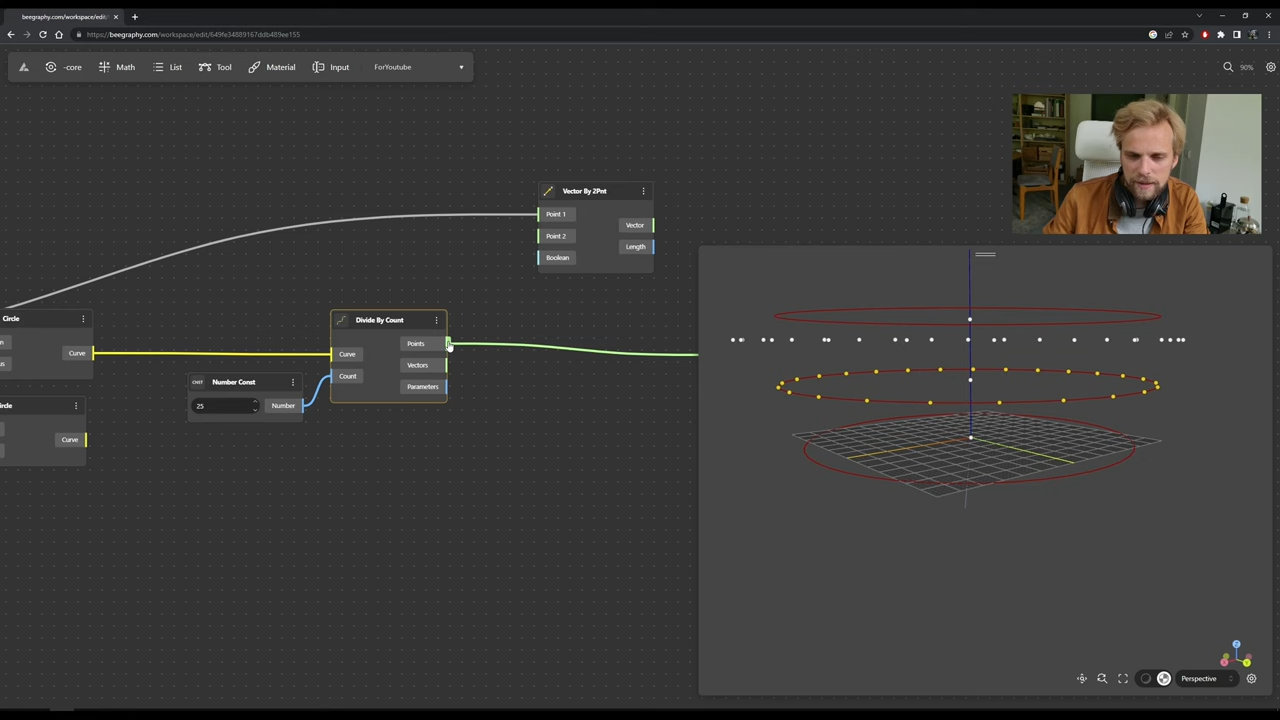 beegraphy.com/workspace/edit/
https://beegraphy.com/workspace/edit/649fe34889167ddb489ee155
-core
Math
List
Tool
Material
Input
ForYoutube
90%
Vector By 2Pnt
Point 1
Point 2
Boolean
Vector
Length
Circle
Curve
Divide By Count
Curve
Count
Points
Vectors
Parameters
CNST
Number Const
25
Number
Curve
Perspective